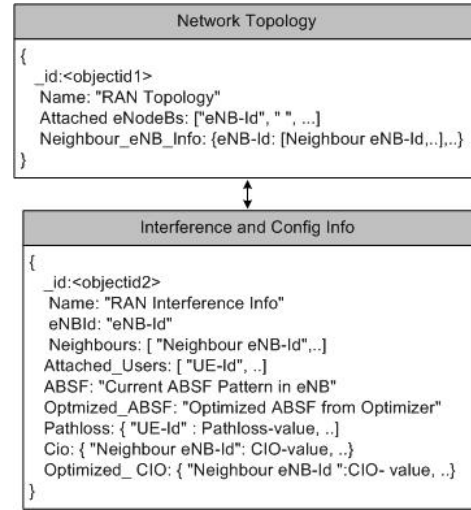 Network Topology
{
_id:<objectid1>
Name: "RAN Topology"
Attached eNodeBs: ["eNB-Id", " ", ...]
Neighbour_eNB_Info: {eNB-Id: [Neighbour eNB-Id,..],..}
}
Interference and Config Info
{
_id:<objectid2>
Name: "RAN Interference Info"
eNBId: "eNB-Id"
Neighbours: [ "Neighbour eNB-Id",..]
Attached_Users: [ "UE-Id", ..]
ABSF: "Current ABSF Pattern in eNB"
Optmized_ABSF: "Optimized ABSF from Optimizer"
Pathloss: { "UE-Id" : Pathloss-value, ..]
Cio: { "Neighbour eNB-Id": CIO-value, ..}
Optimized_ CIO: { "Neighbour eNB-Id ":CIO- value, ..}
}